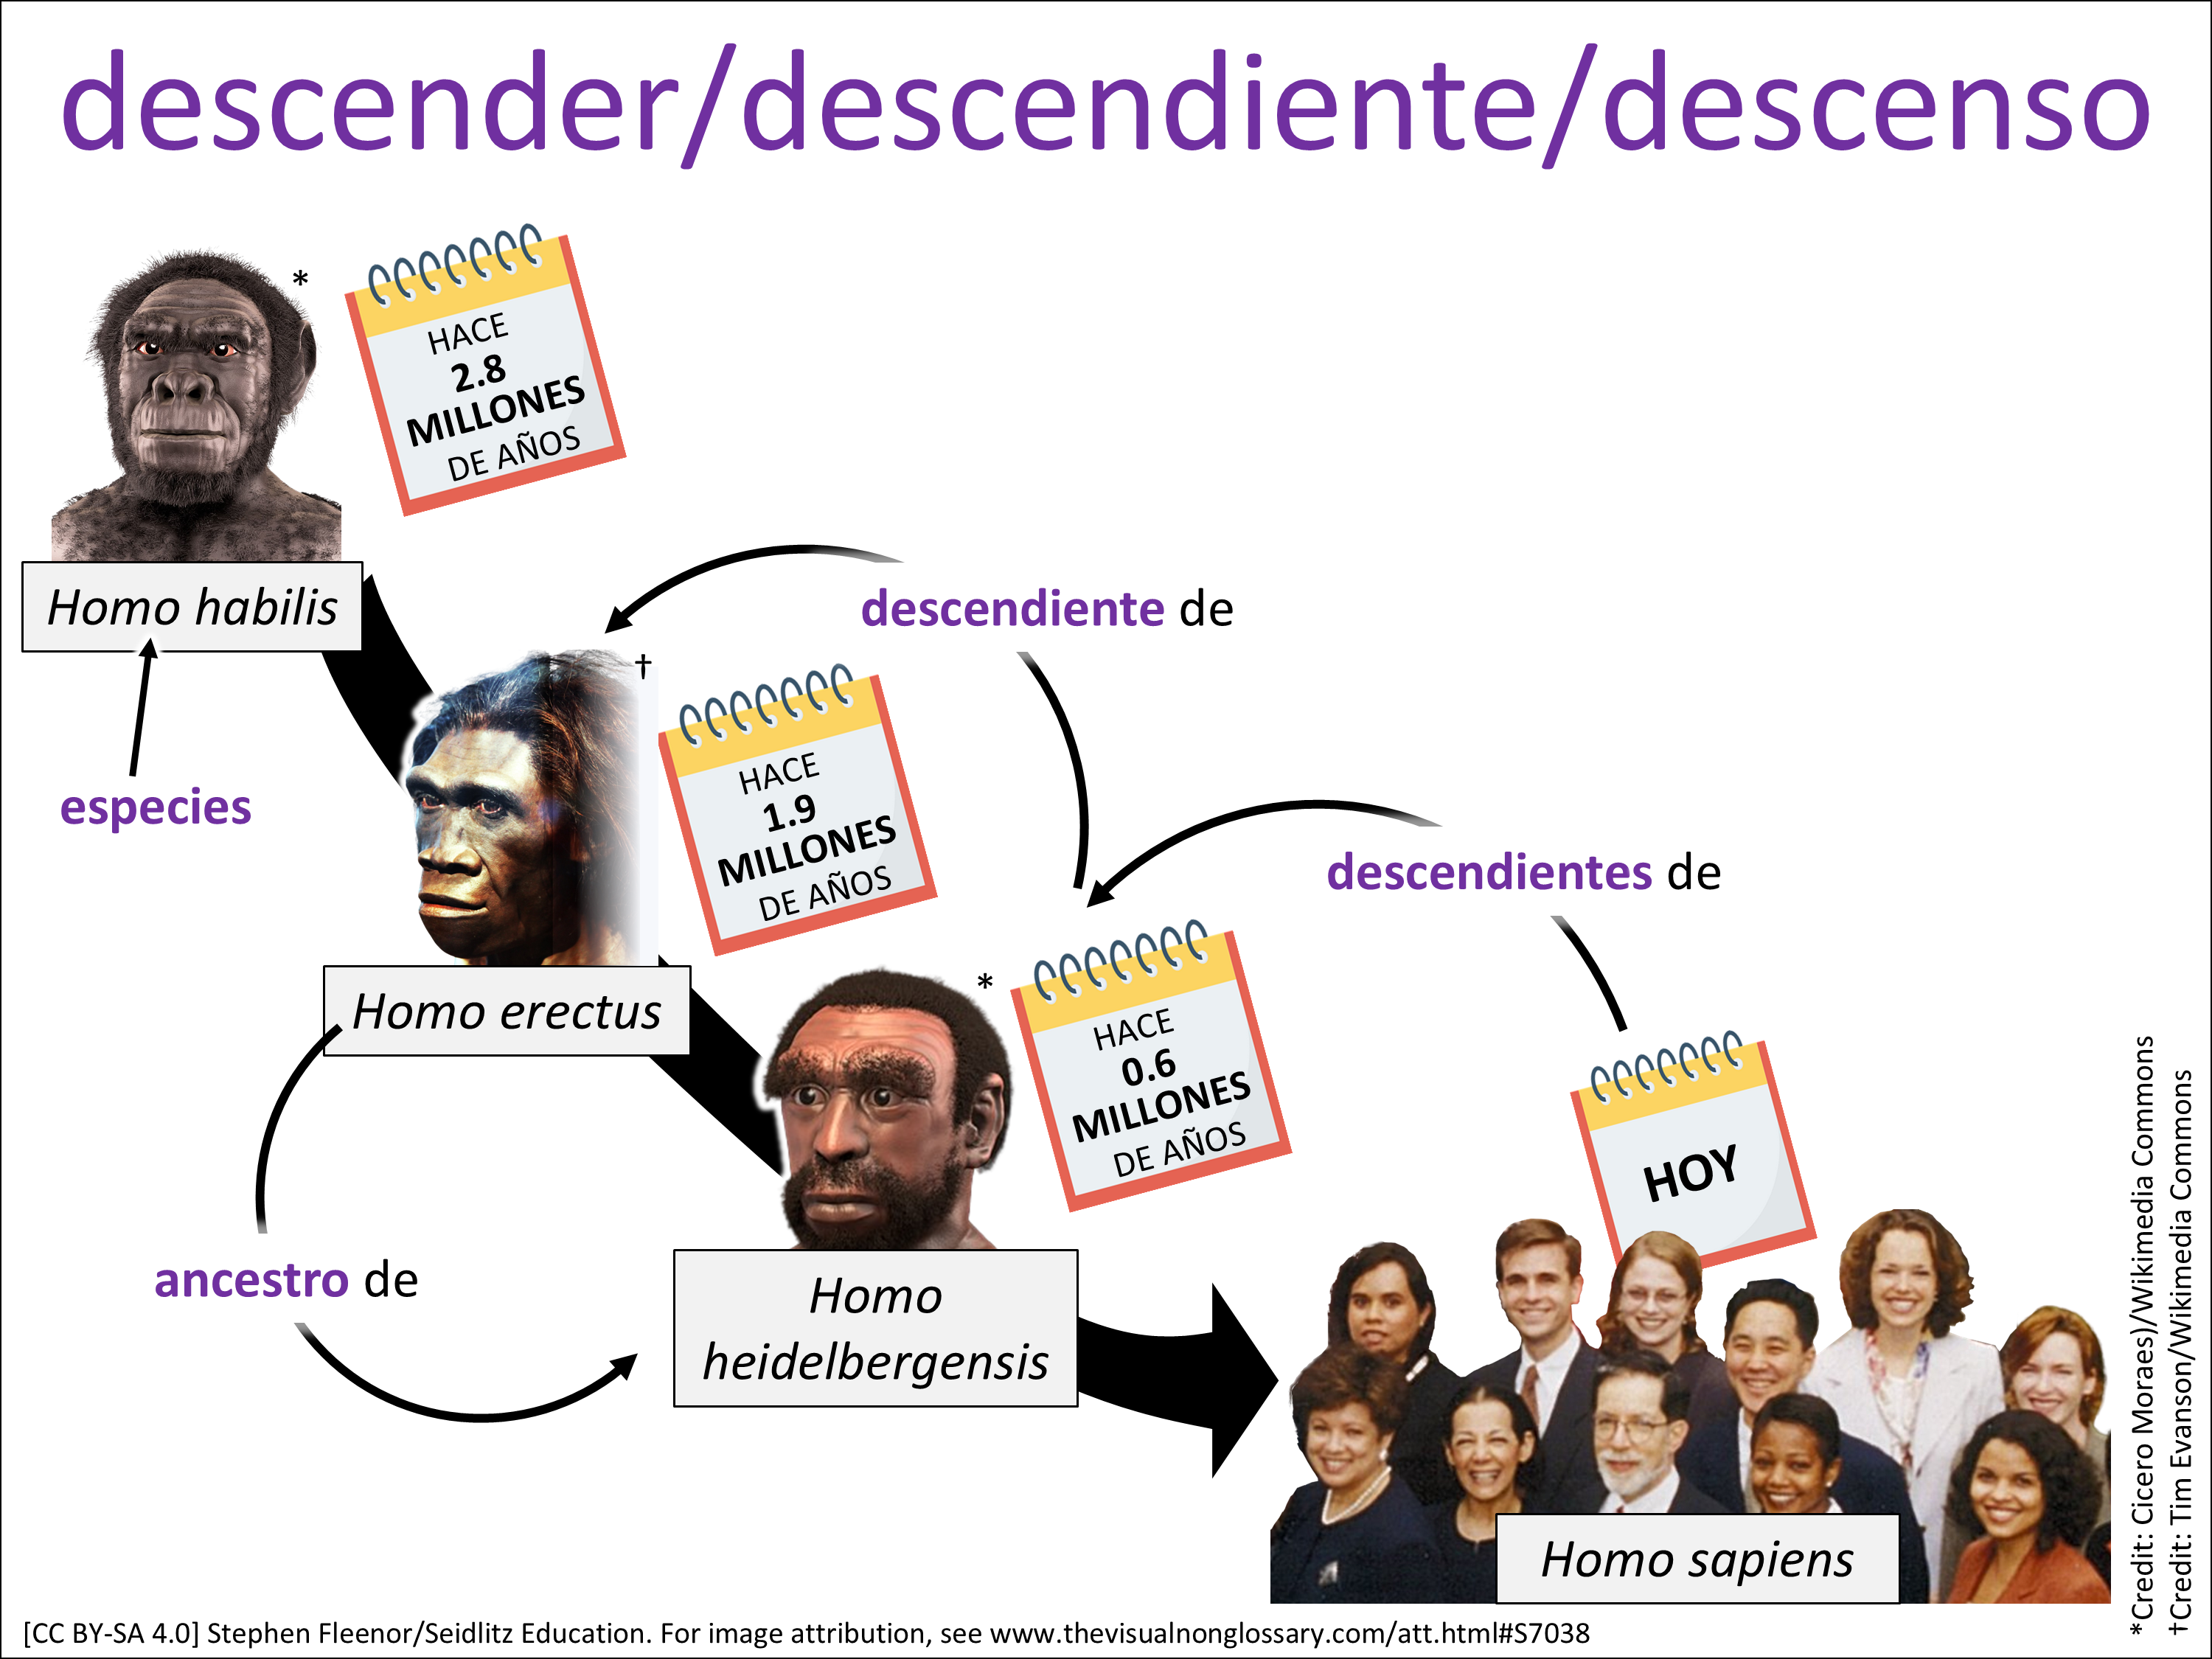 descender/descendiente/descenso
*
HACE
2.8
MILLONES
DE AÑOS
Homo habilis
especies
descendiente de
†
HACE
1.9
MILLONES
DE AÑOS
Homo erectus
descendientes de
*
HACE
0.6
MILLONES
DE AÑOS
ancestro de
Homo
heidelbergensis
HOY
Homo sapiens
*Credit: Cicero Moraes)/Wikimedia Commons
†Credit: Tim Evanson/Wikimedia Commons
[CC BY-SA 4.0] Stephen Fleenor/Seidlitz Education. For image attribution, see www.thevisualnonglossary.com/att.html#S7038